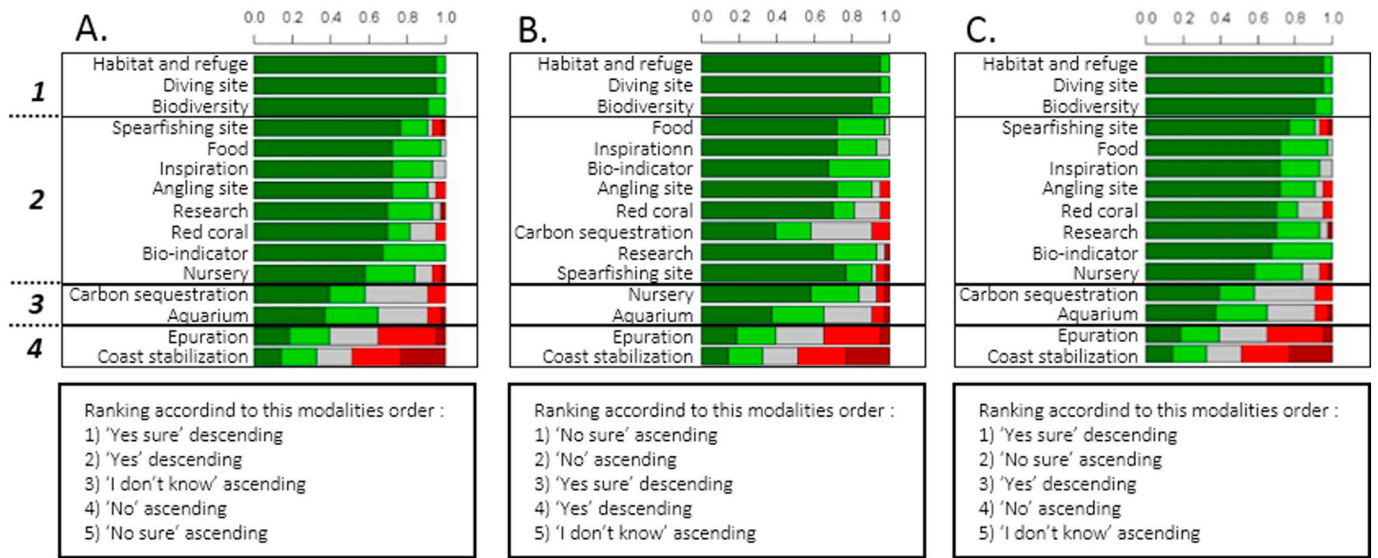 A.
0.0 0.2 0.4 0.6 0.8 1.0
1
Habitat and refuge
Diving site
Biodiversity
2
Spearfishing site
Food
Inspiration
Angling site
Research
Red coral
Bio-indicator
Nursery
3
Carbon sequestration
Aquarium
4
Epuration
Coast stabilization
Ranking accordind to this modalities order :
1) ‘Yes sure’ descending
2) ‘Yes’ descending
3) ‘I don’t know’ ascending
4) ‘No’ ascending
5) ‘No sure’ ascending
B.
0.0 0.2 0.4 0.6 0.8 1.0
Habitat and refuge
Diving site
Biodiversity
Food
Inspirationn
Bio-indicator
Angling site
Red coral
Carbon sequestration
Research
Spearfishing site
Nursery
Aquarium
Epuration
Coast stabilization
Ranking accordind to this modalities order :
1) ‘No sure’ ascending
2) ‘No’ ascending
3) ‘Yes sure’ descending
4) ‘Yes’ descending
5) ‘I don’t know’ ascending
C.
0.0 0.2 0.4 0.6 0.8 1.0
Habitat and refuge
Diving site
Biodiversity
Spearfishing site
Food
Inspiration
Angling site
Red coral
Research
Bio-indicator
Nursery
Carbon sequestration
Aquarium
Epuration
Coast stabilization
Ranking accordind to this modalities order :
1) ‘Yes sure’ descending
2) ‘No sure’ ascending
3) ‘Yes’ descending
4) ‘No’ ascending
5) ‘I don’t know’ ascending